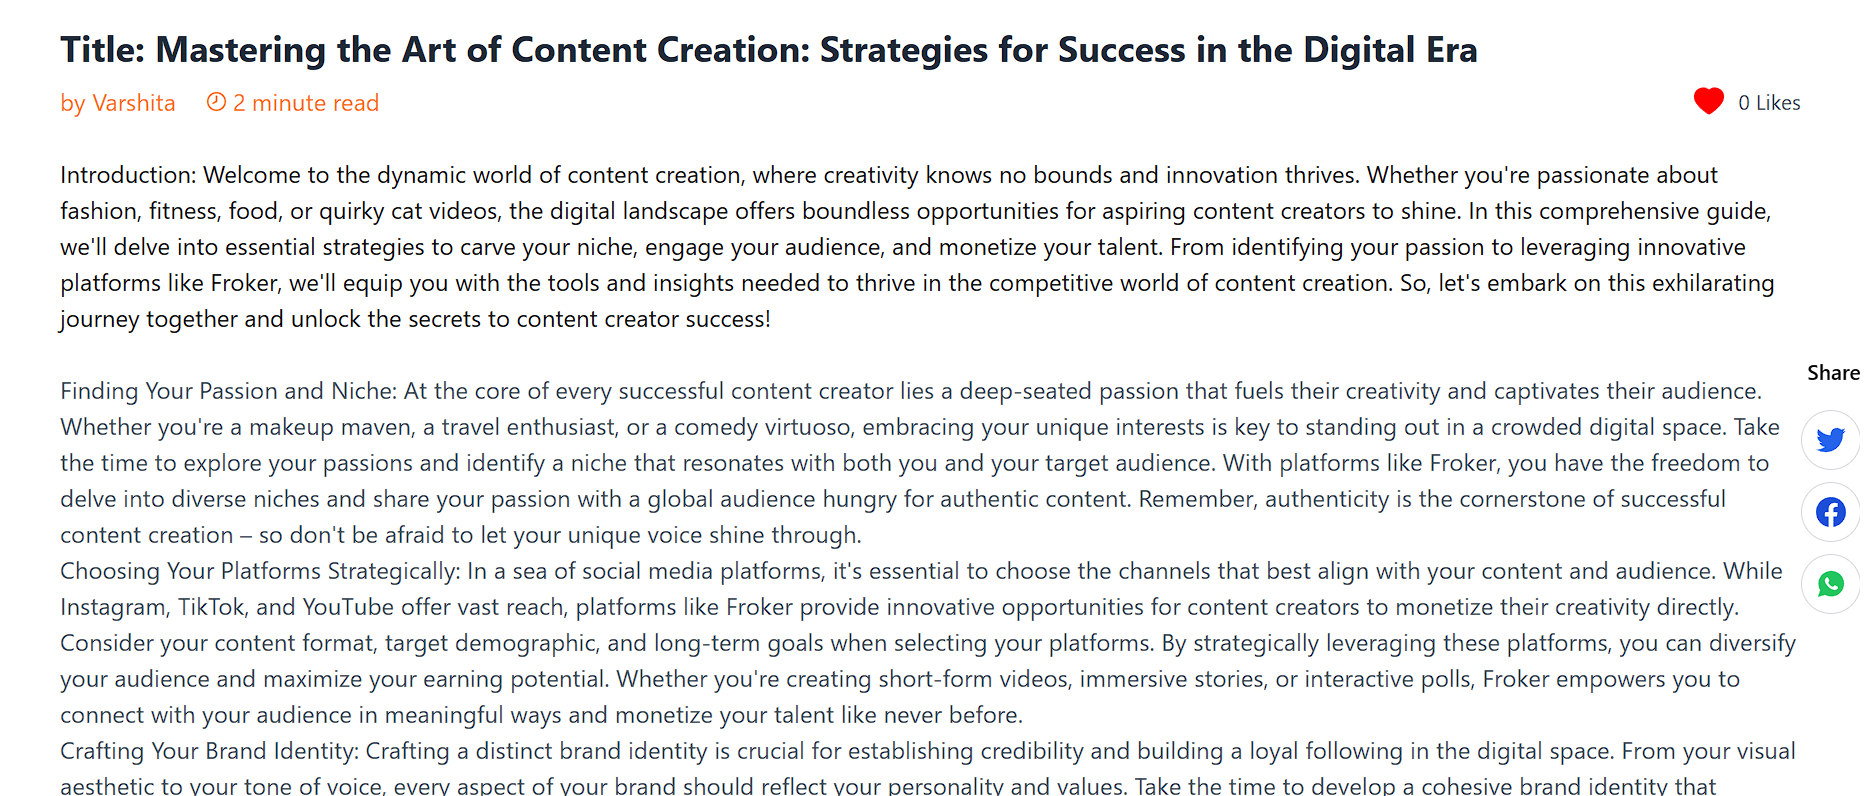 Title: Mastering the Art of Content Creation: Strategies for Success in the Digital Era
by Varshita 2 minute read 0 Likes
Introduction: Welcome to the dynamic world of content creation, where creativity knows no bounds and innovation thrives. Whether you're passionate about
fashion, fitness, food, or quirky cat videos, the digital landscape offers boundless opportunities for aspiring content creators to shine. In this comprehensive guide,
we'll delve into essential strategies to carve your niche, engage your audience, and monetize your talent. From identifying your passion to leveraging innovative
platforms like Froker, we'll equip you with the tools and insights needed to thrive in the competitive world of content creation. So, let's embark on this exhilarating
journey together and unlock the secrets to content creator success!
Share
Finding Your Passion and Niche: At the core of every successful content creator lies a deep-seated passion that fuels their creativity and captivates their audience.
Whether you're a makeup maven, a travel enthusiast, or a comedy virtuoso, embracing your unique interests is key to standing out in a crowded digital space. Take
the time to explore your passions and identify a niche that resonates with both you and your target audience. With platforms like Froker, you have the freedom to
delve into diverse niches and share your passion with a global audience hungry for authentic content. Remember, authenticity is the cornerstone of successful
content creation – so don't be afraid to let your unique voice shine through.
Choosing Your Platforms Strategically: In a sea of social media platforms, it's essential to choose the channels that best align with your content and audience. While
Instagram, TikTok, and YouTube offer vast reach, platforms like Froker provide innovative opportunities for content creators to monetize their creativity directly.
Consider your content format, target demographic, and long-term goals when selecting your platforms. By strategically leveraging these platforms, you can diversify
your audience and maximize your earning potential. Whether you're creating short-form videos, immersive stories, or interactive polls, Froker empowers you to
connect with your audience in meaningful ways and monetize your talent like never before.
Crafting Your Brand Identity: Crafting a distinct brand identity is crucial for establishing credibility and building a loyal following in the digital space. From your visual
aesthetic to your tone of voice, every aspect of your brand should reflect your personality and values. Take the time to develop a cohesive brand identity that